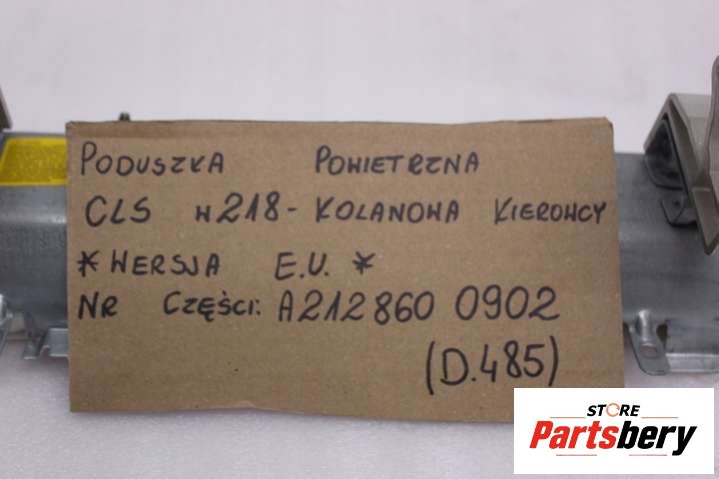 PODUSZKA POWIETRZNA
CLS W218 - KOLANOWA KIEROWCY
* WERSJA E.U. *
NR CZĘŚCI: A212 860 0902
(D.485)
STORE
Partsbery